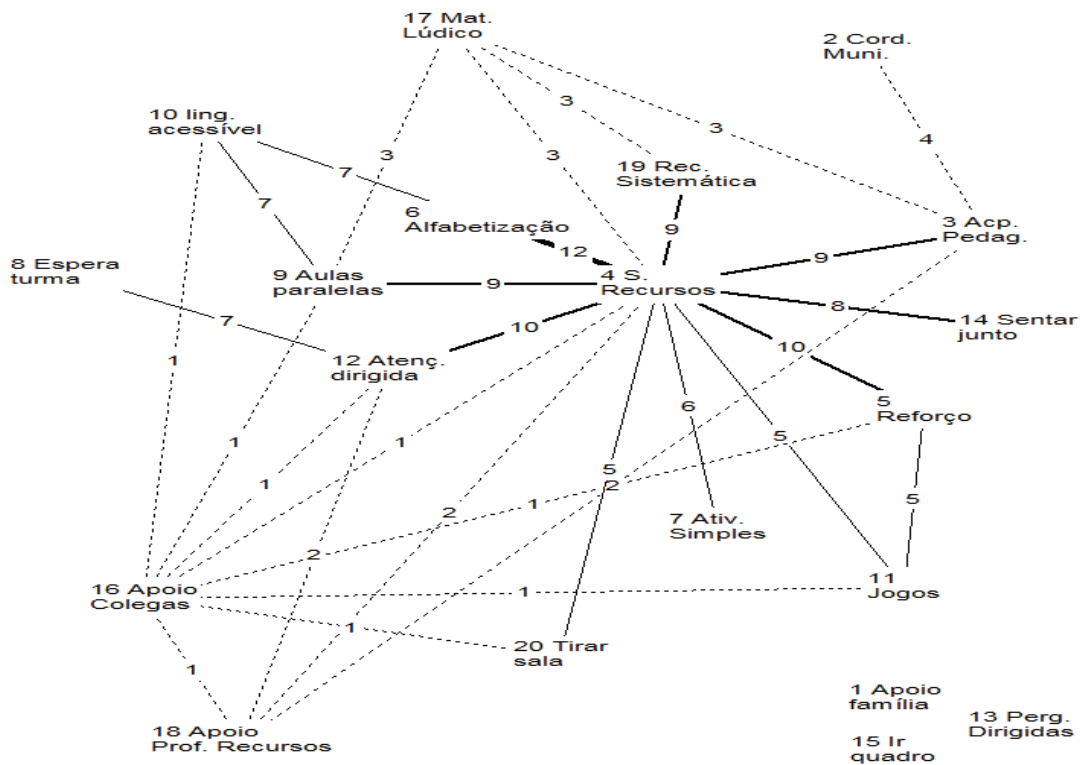 17 Mat.
Lúdico
2 Cord.
Muni.
10 ling.
acessível
3
3
4
3
3
19 Rec.
Sistemática
7
7
6
Alfabetização
3 Acp.
Pedag.
9
12
8 Espera
turma
9 Aulas
paralelas
9
4 S.
Recursos
9
8
14 Sentar
junto
7
10
10
1
12 Atenç.
dirigida
5
Reforço
6
1
1
5
5
1
2
5
1
2
7 Ativ.
Simples
2
16 Apoio
Colegas
1
11
Jogos
1
20 Tirar
sala
1
1 Apoio
família
13 Perg.
Dirigidas
18 Apoio
Prof. Recursos
15 Ir
quadro